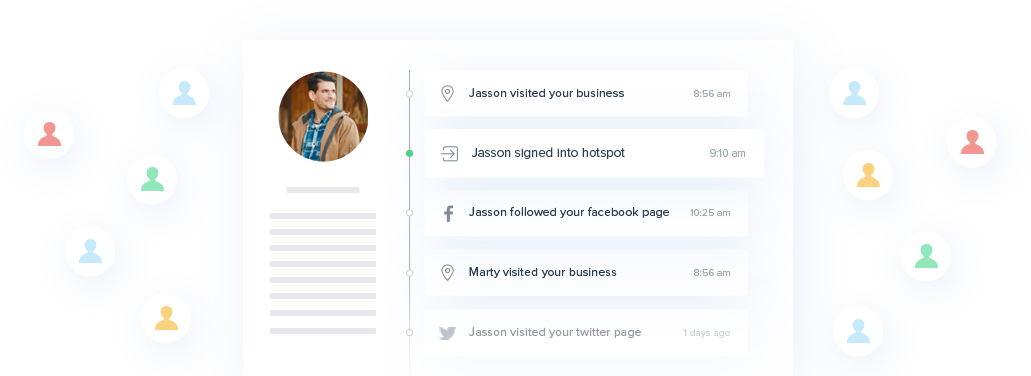 Jasson visited your business 8:56 am
Jasson signed into hotspot 9:10 am
Jasson followed your facebook page 10:25 am
Marty visited your business 8:56 am
Jasson visited your twitter page 1 days ago